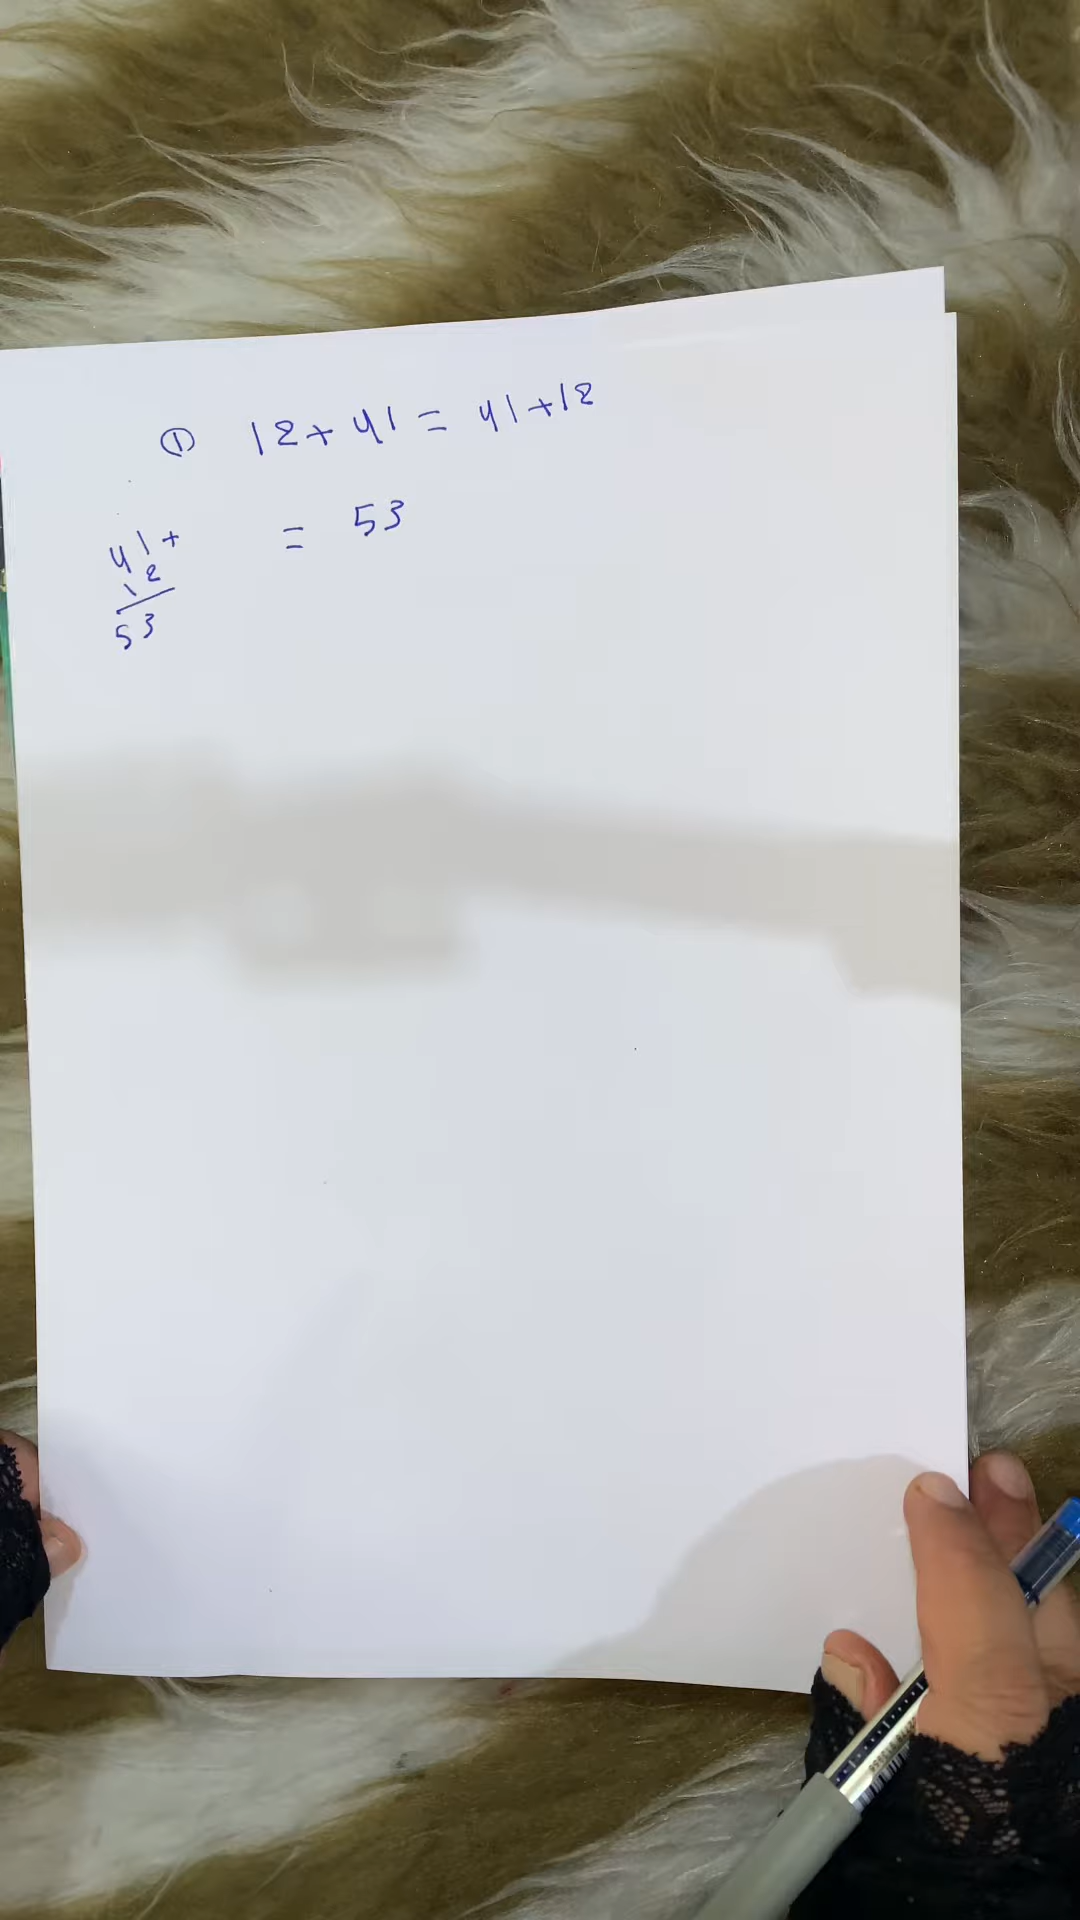 ① 12+41 = 41+12
= 53
41+
12
53